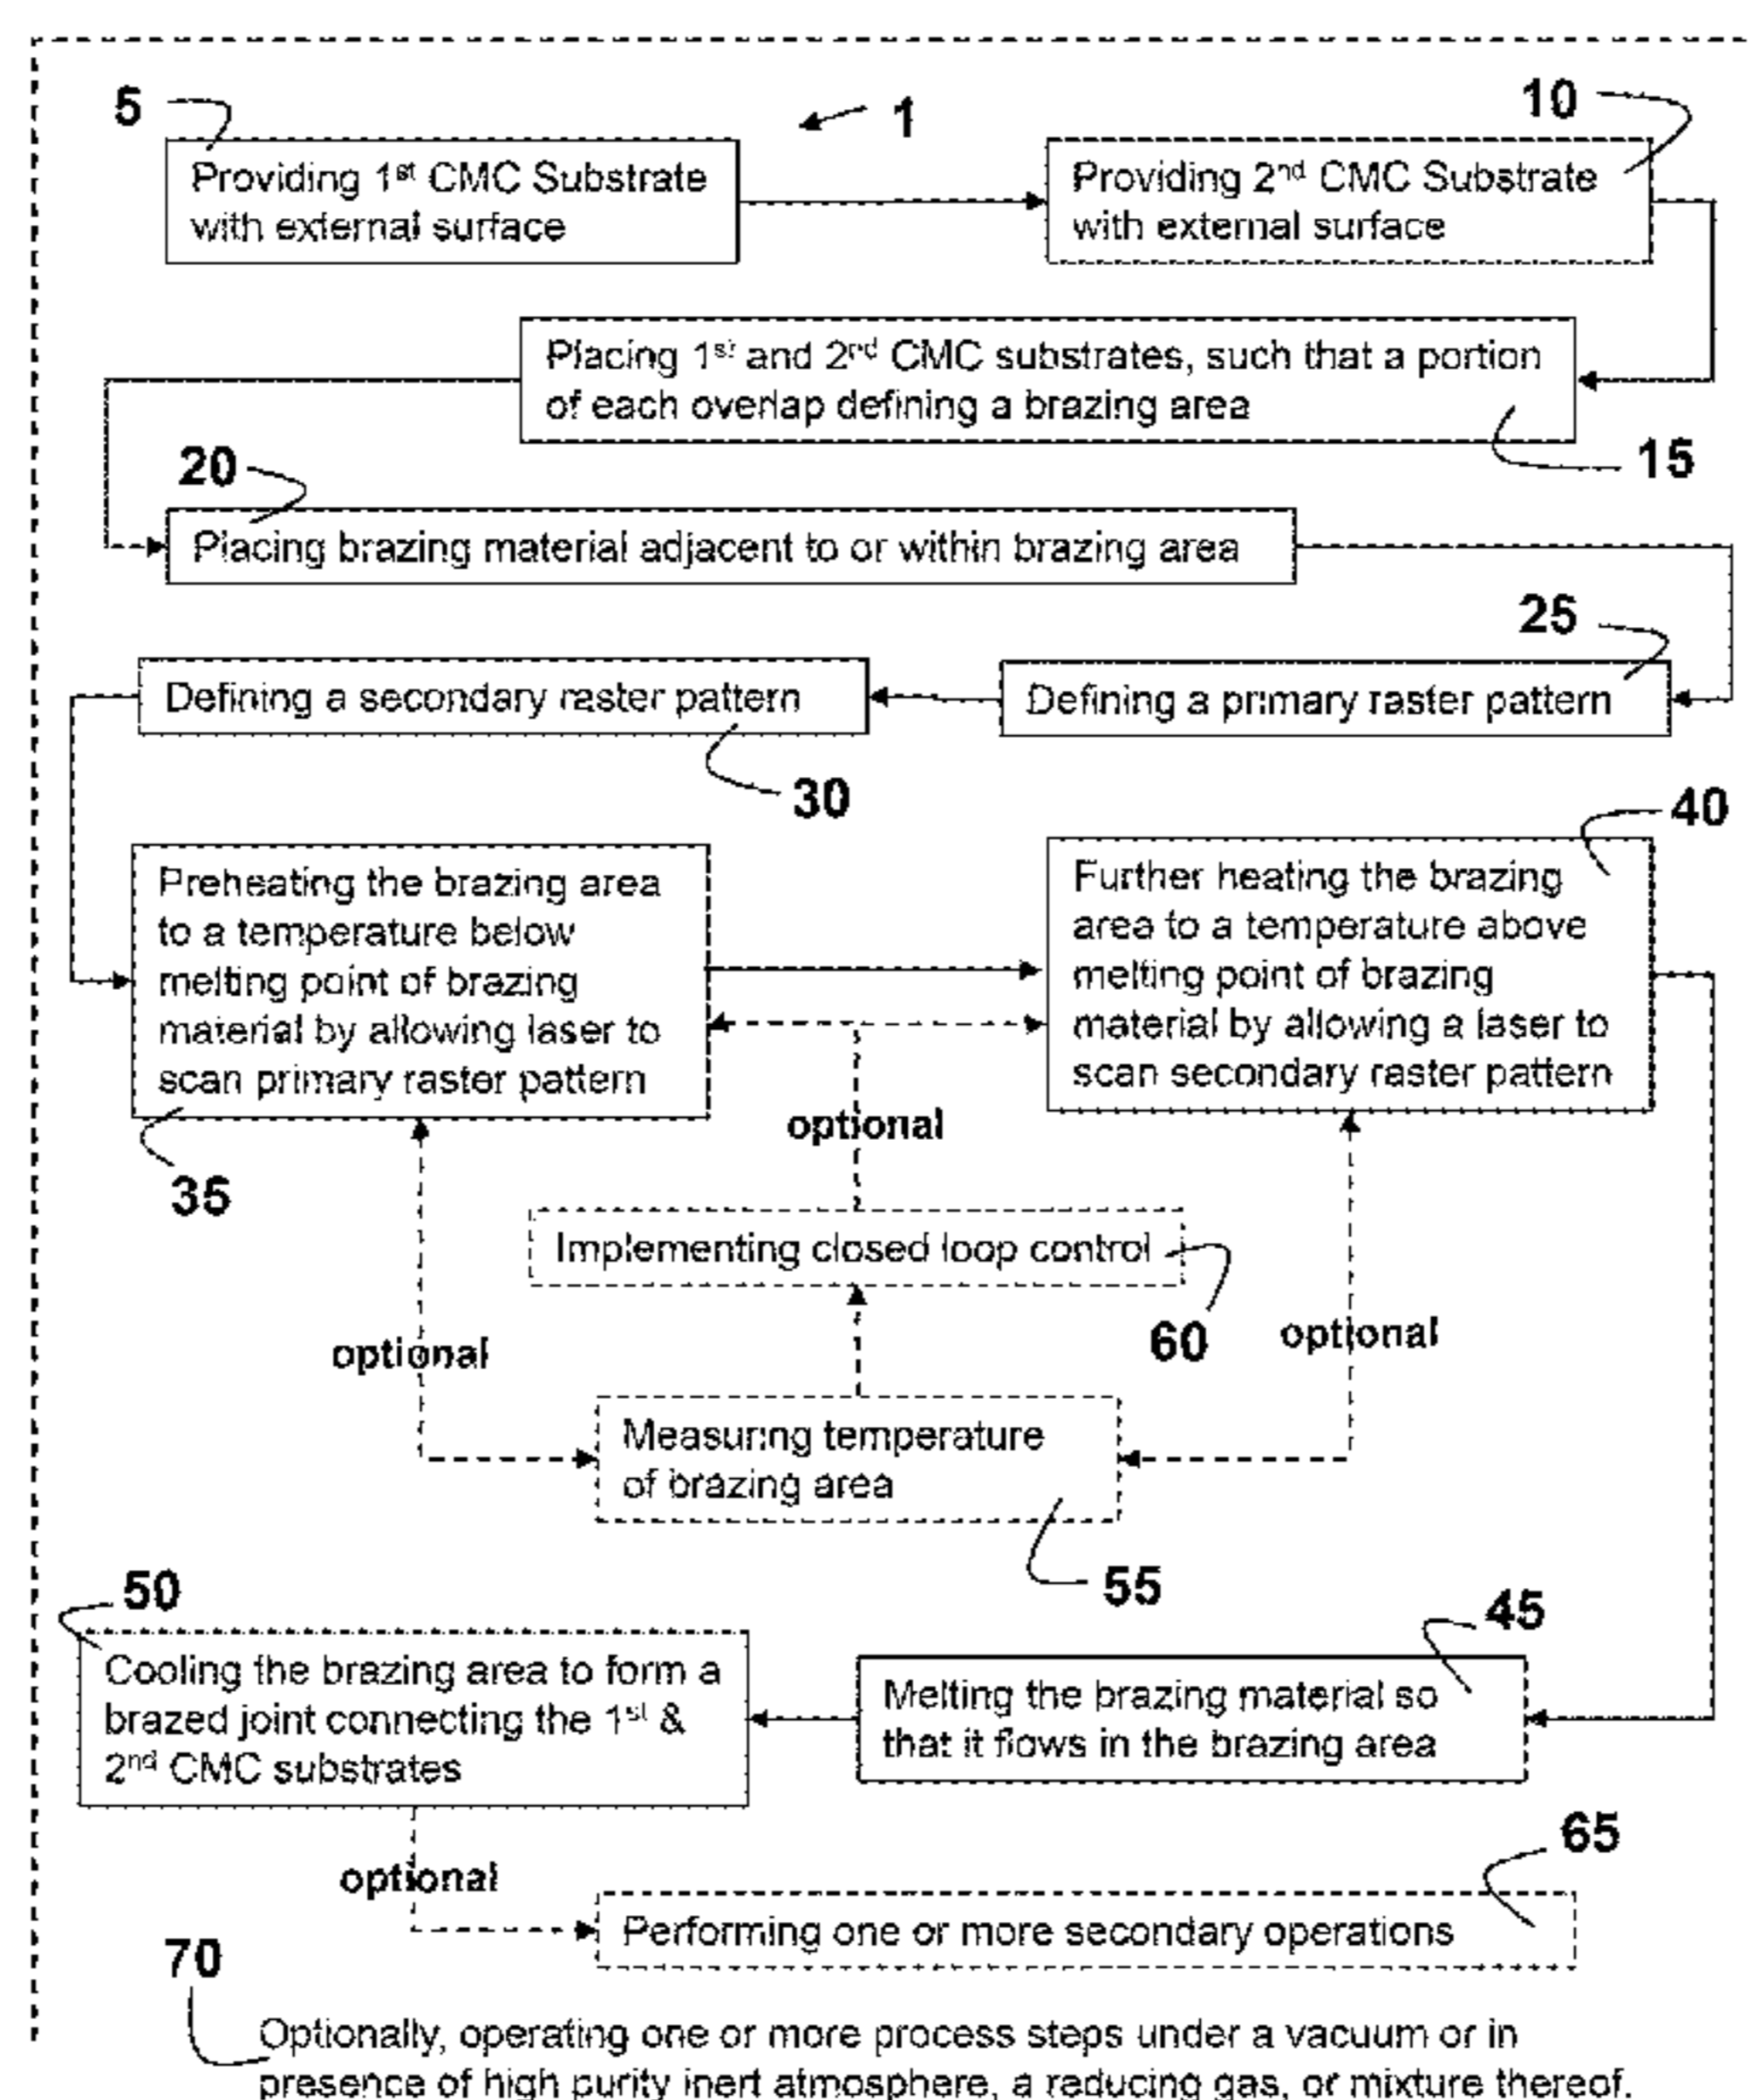 5
1
10
Providing 1st CMC Substrate
with external surface
Providing 2nd CMC Substrate
with external surface
Placing 1st and 2nd CMC substrates, such that a portion
of each overlap defining a brazing area
15
20
Placing brazing material adjacent to or within brazing area
25
Defining a primary raster pattern
Defining a secondary raster pattern
30
40
Preheating the brazing area
to a temperature below
melting point of brazing
material by allowing laser to
scan primary raster pattern
35
Further heating the brazing
area to a temperature above
melting point of brazing
material by allowing a laser to
scan secondary raster pattern
optional
Implementing closed loop control
60
optional
optional
Measuring temperature
of brazing area
55
50
45
Cooling the brazing area to form a
brazed joint connecting the 1st &
2nd CMC substrates
Melting the brazing material so
that it flows in the brazing area
65
optional
Performing one or more secondary operations
70
Optionally, operating one or more process steps under a vacuum or in
presence of high purity inert atmosphere, a reducing gas, or mixture thereof.